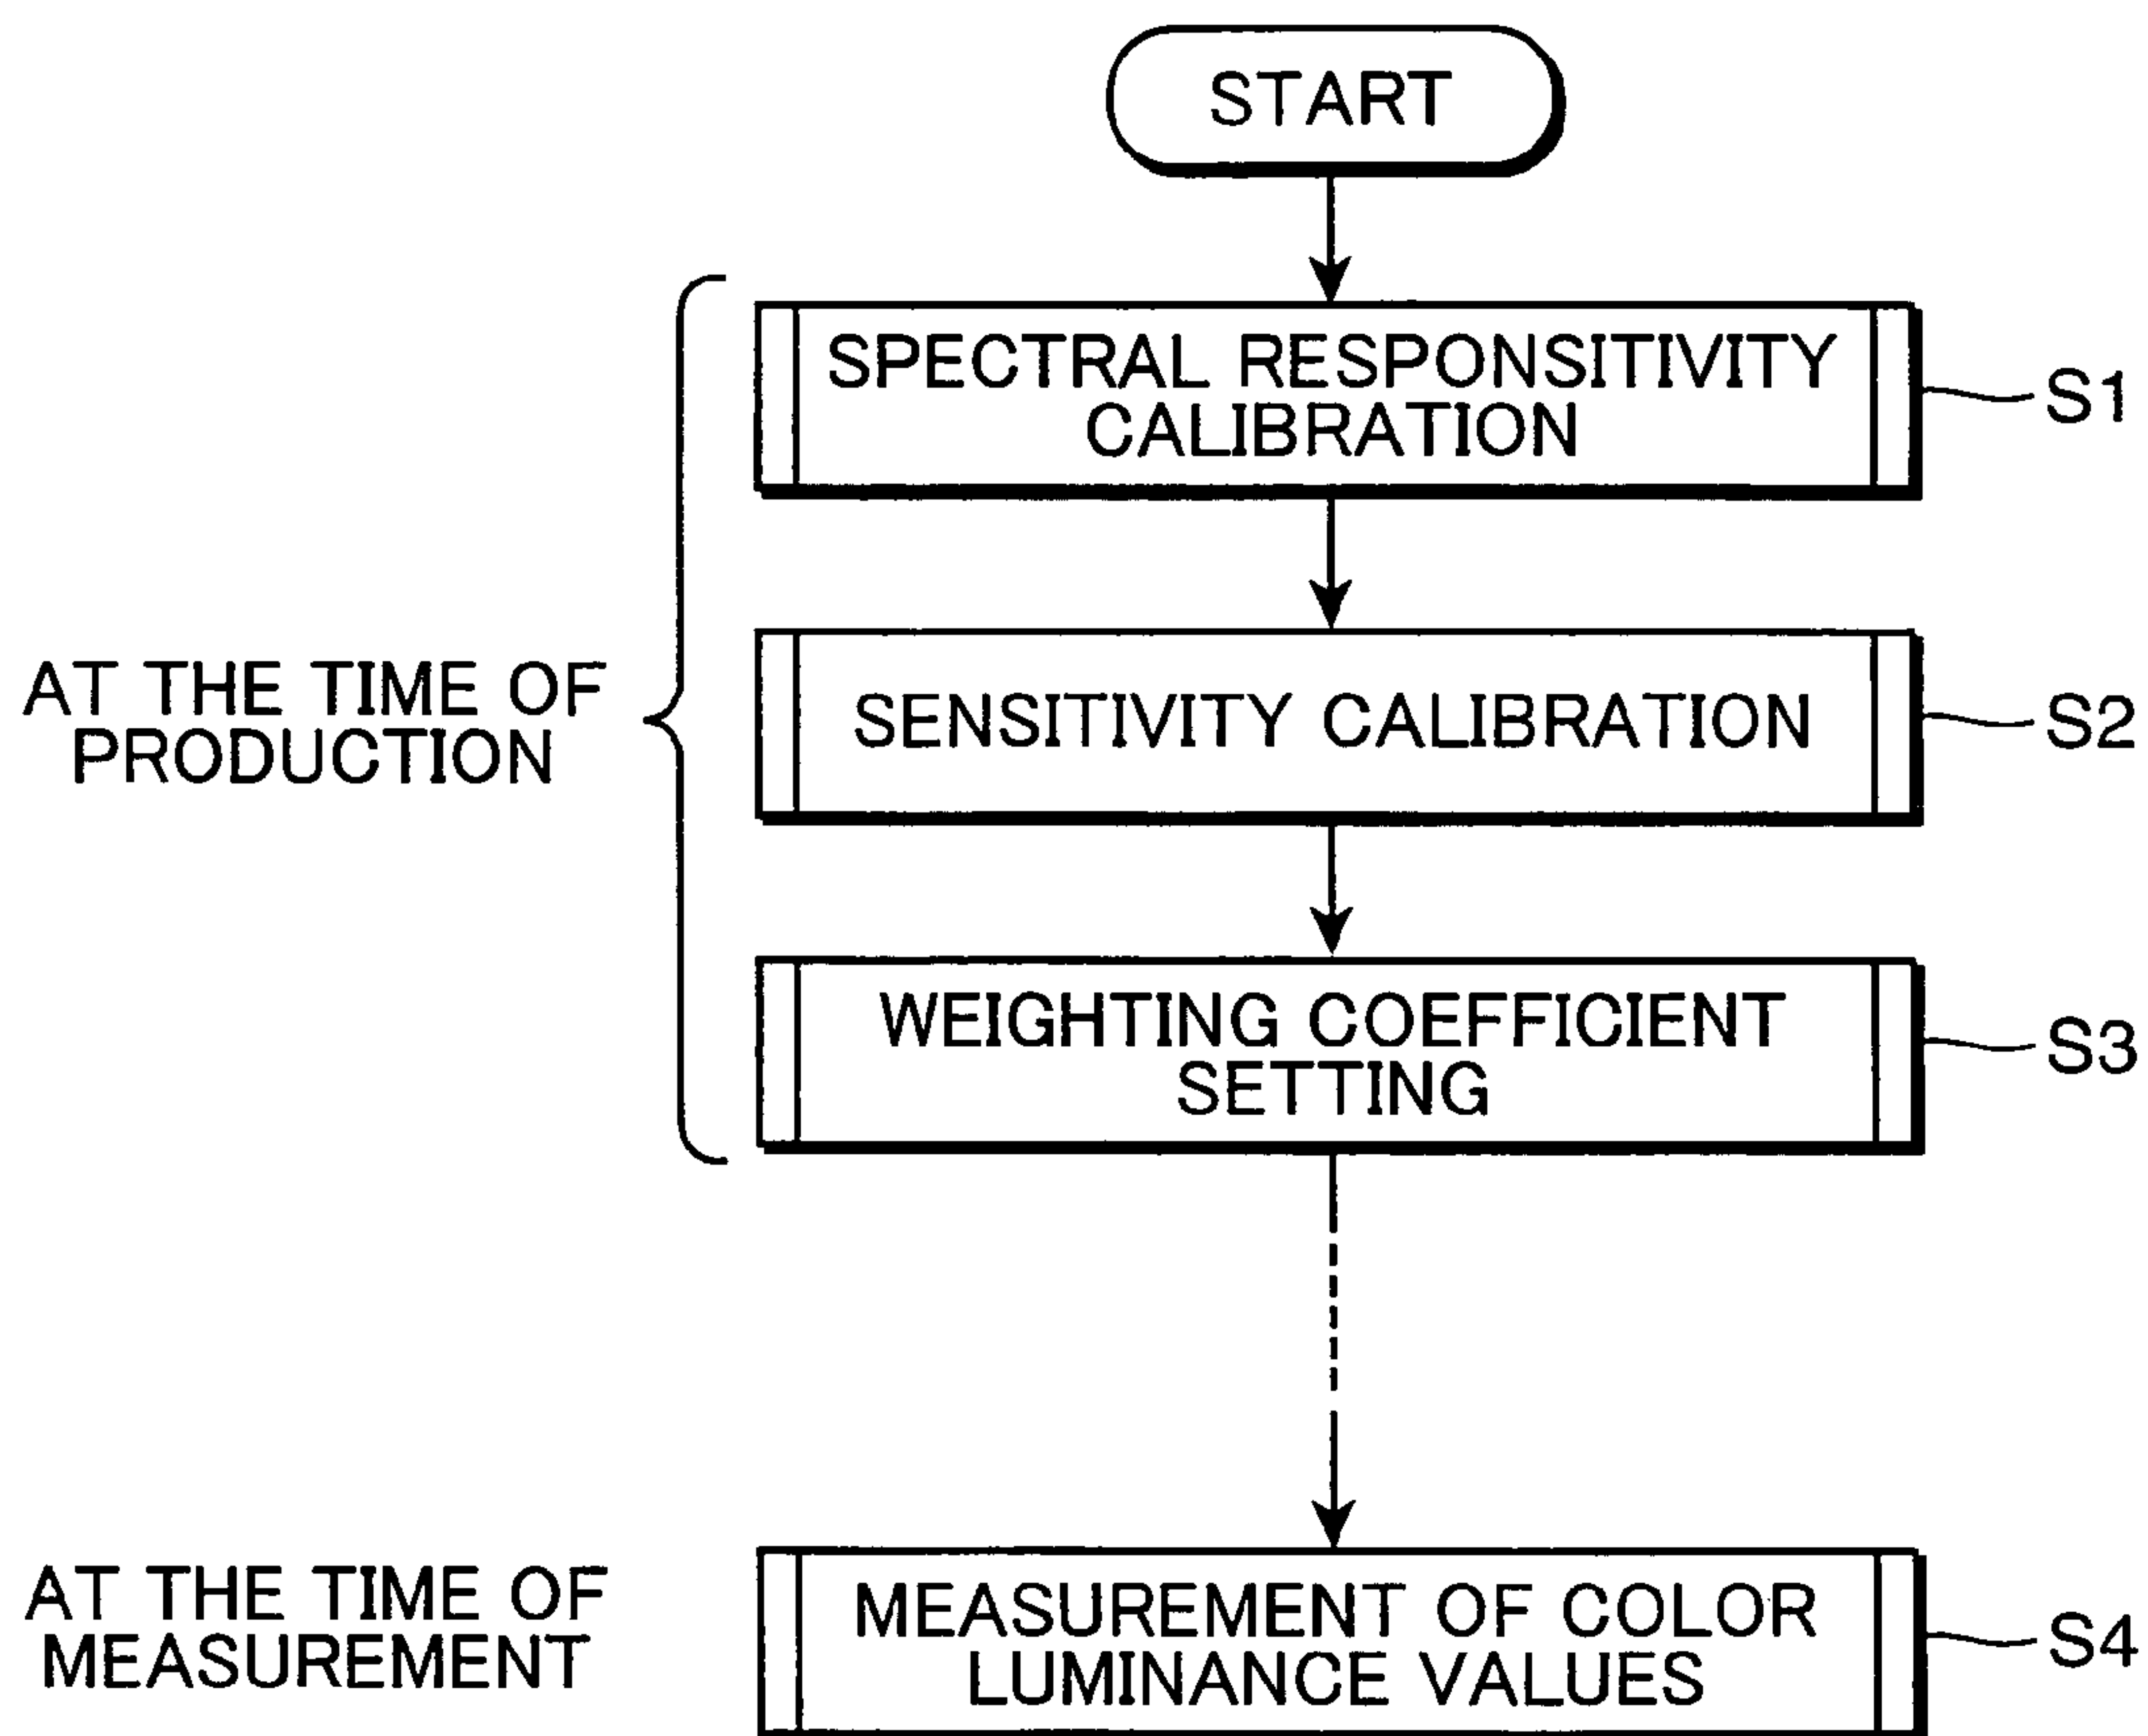 START
SPECTRAL RESPONSITIVITY
CALIBRATION
S1
AT THE TIME OF
PRODUCTION
SENSITIVITY CALIBRATION
S2
WEIGHTING COEFFICIENT
SETTING
S3
AT THE TIME OF
MEASUREMENT
MEASUREMENT OF COLOR
LUMINANCE VALUES
S4